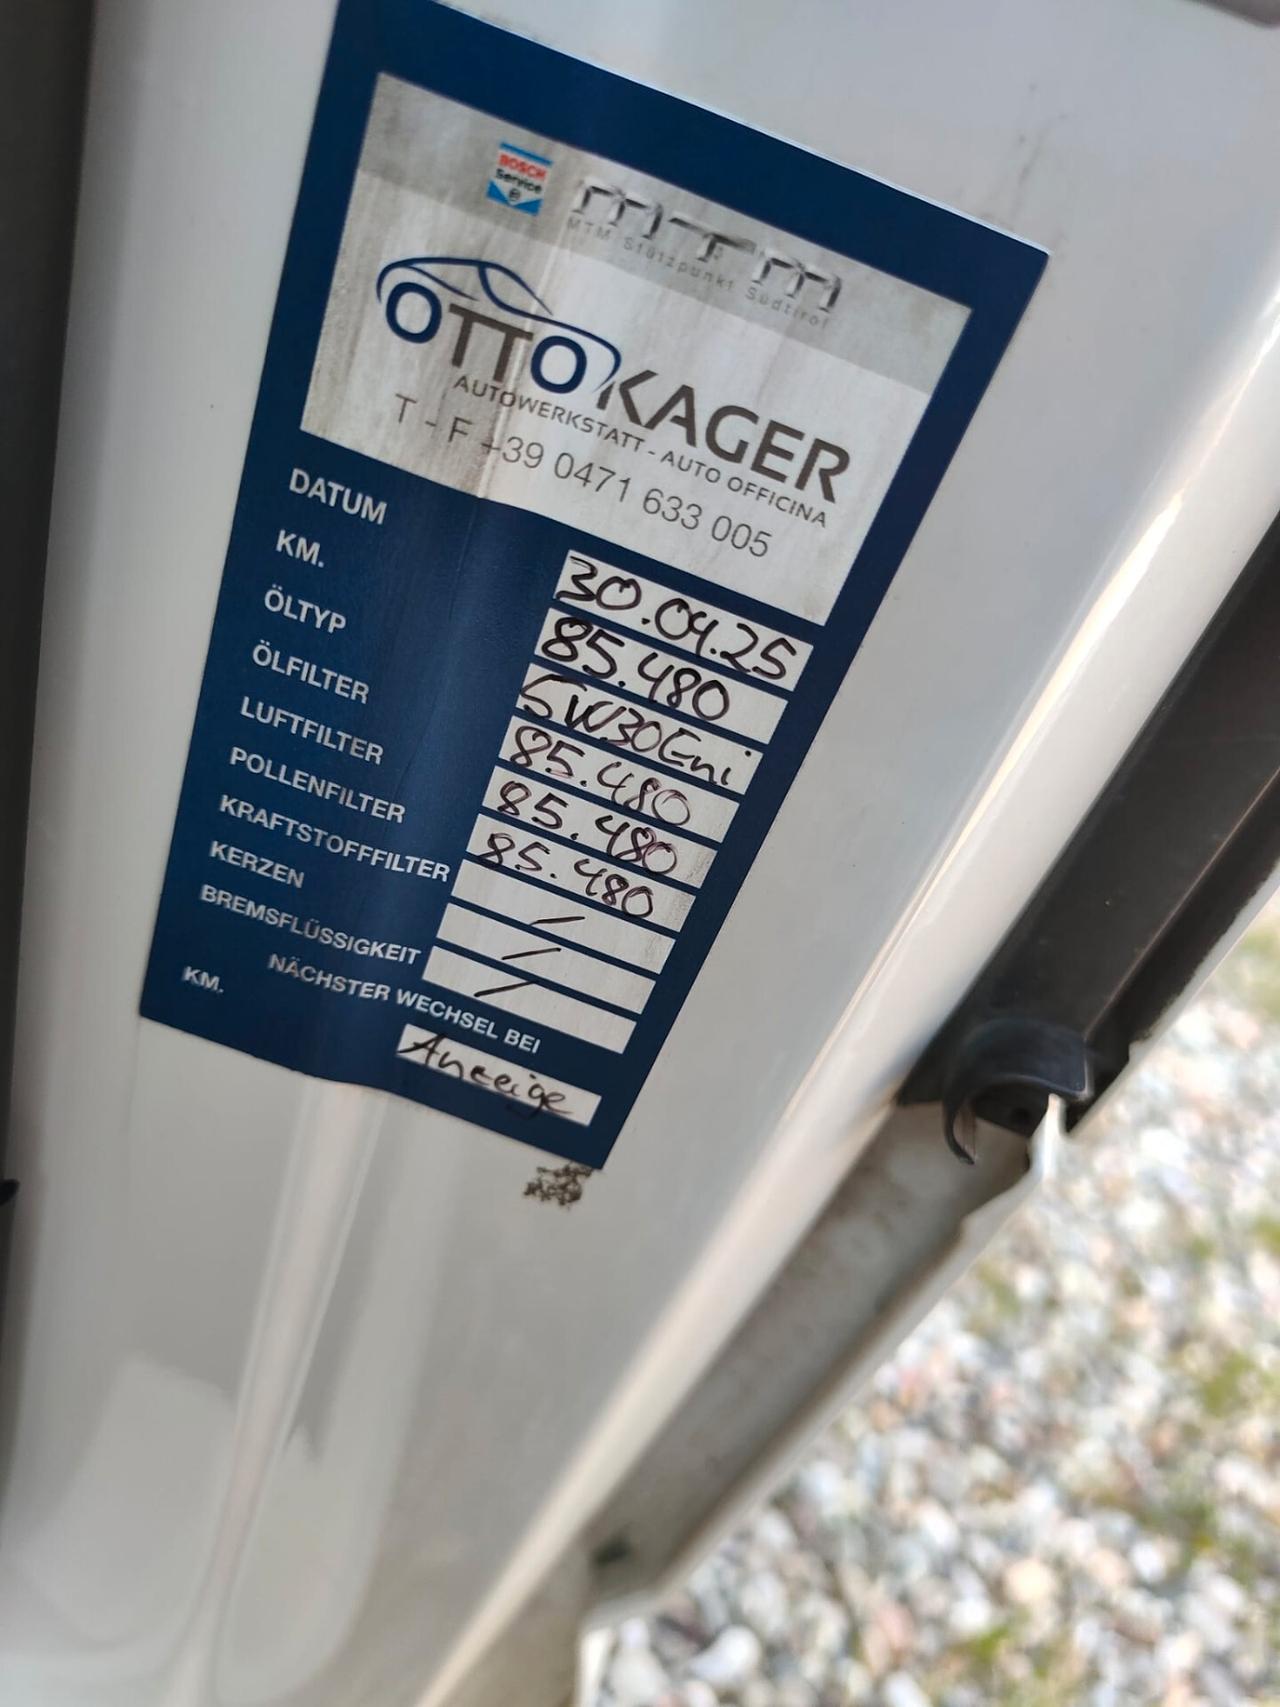 BOSCH
Service
mTm
MTM Stützpunkt Südtirol
OTTO KAGER
AUTOWERKSTATT - AUTO OFFICINA
T - F +39 0471 633 005
DATUM 30.04.25
KM. 85.480
ÖLTYP 5W30 Eni
ÖLFILTER 85.480
LUFTFILTER 85.480
POLLENFILTER 85.480
KRAFTSTOFFFILTER /
KERZEN /
BREMSFLÜSSIGKEIT /
NÄCHSTER WECHSEL BEI
KM. Anzeige